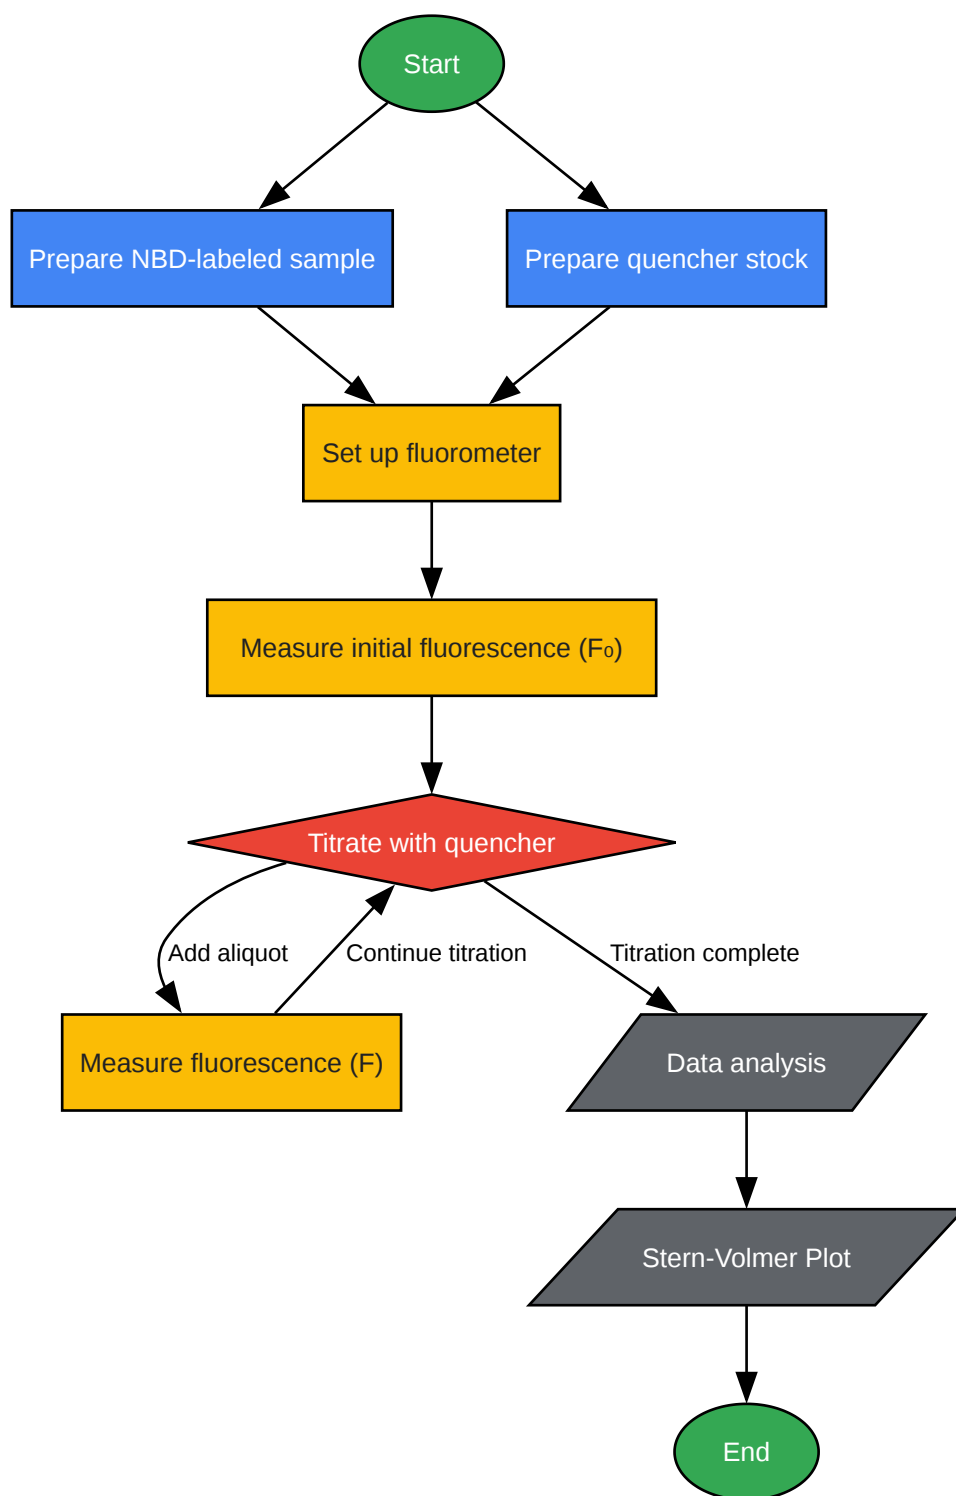 Start
Prepare NBD-labeled sample
Prepare quencher stock
Set up fluorometer
Measure initial fluorescence (F₀)
Titrate with quencher
Add aliquot
Continue titration
Titration complete
Measure fluorescence (F)
Data analysis
Stern-Volmer Plot
End